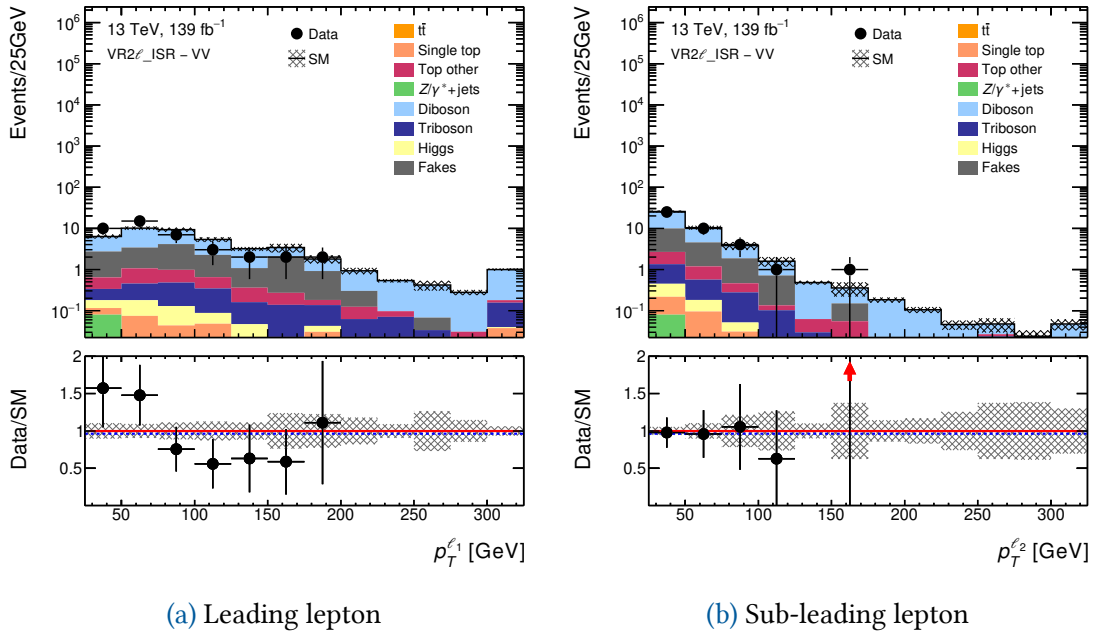 Events/25GeV
10⁶
10⁵
10⁴
10³
10²
10
1
10⁻¹
13 TeV, 139 fb⁻¹
VR2ℓ_ISR − VV
Data
SM
tt̄
Single top
Top other
Z/γ*+jets
Diboson
Triboson
Higgs
Fakes
Data/SM
2
1.5
1
0.5
50 100 150 200 250 300
p_T^{ℓ1} [GeV]
(a) Leading lepton
Events/25GeV
10⁶
10⁵
10⁴
10³
10²
10
1
10⁻¹
13 TeV, 139 fb⁻¹
VR2ℓ_ISR − VV
Data
SM
tt̄
Single top
Top other
Z/γ*+jets
Diboson
Triboson
Higgs
Fakes
Data/SM
2
1.5
1
0.5
50 100 150 200 250 300
p_T^{ℓ2} [GeV]
(b) Sub-leading lepton